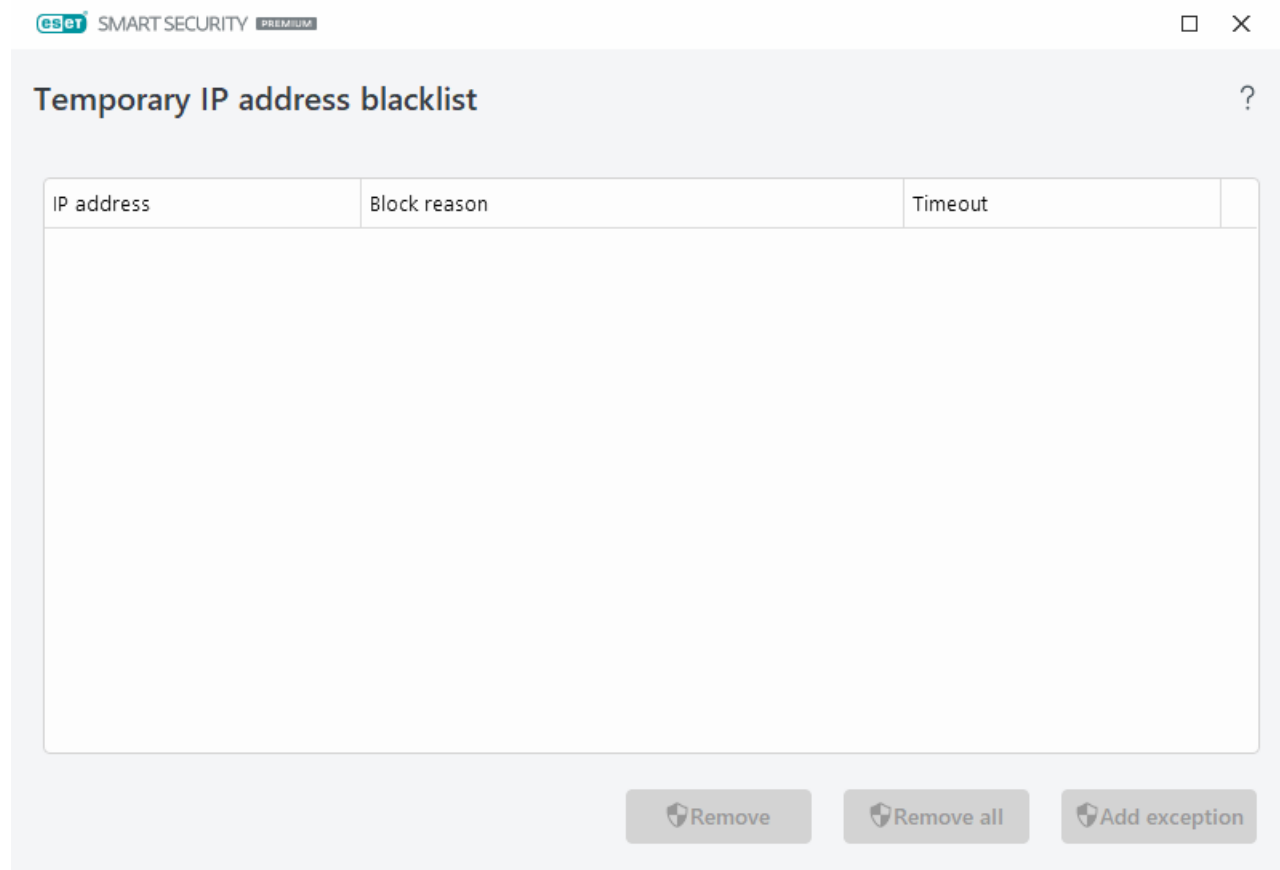 eset SMART SECURITY PREMIUM
Temporary IP address blacklist
?
IP address Block reason Timeout
Remove Remove all Add exception